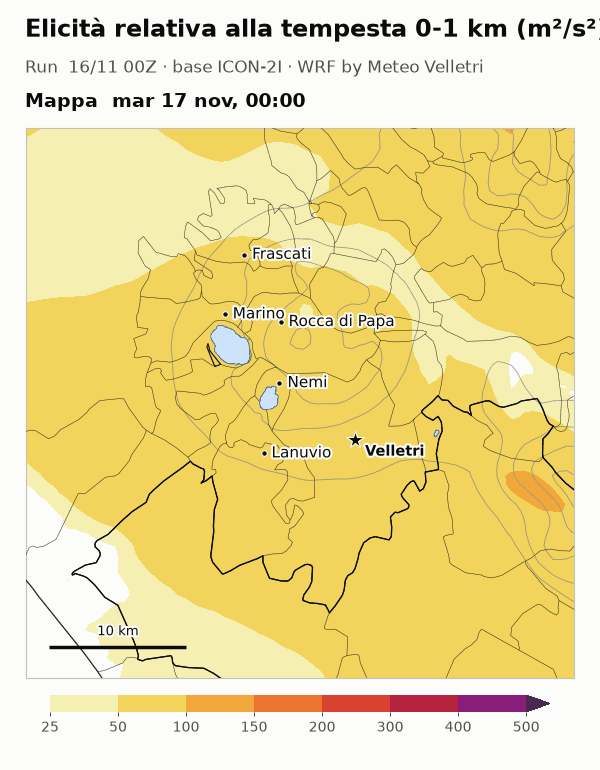 Elicità relativa alla tempesta 0-1 km (m²/s²)
Run  16/11 00Z · base ICON-2I · WRF by Meteo Velletri
Mappa  mar 17 nov, 00:00
Frascati
Marino
Rocca di Papa
Nemi
Velletri
Lanuvio
10 km
25 50 100 150 200 300 400 500